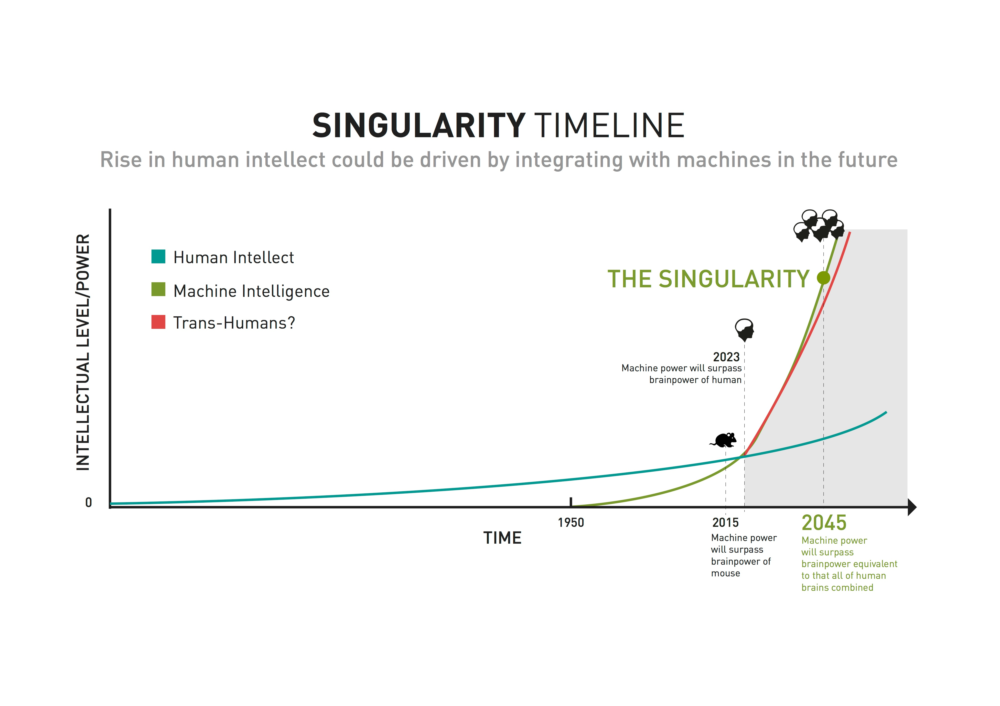 SINGULARITY TIMELINE
Rise in human intellect could be driven by integrating with machines in the future
INTELLECTUAL LEVEL/POWER
Human Intellect
Machine Intelligence
Trans-Humans?
THE SINGULARITY
2023
Machine power will surpass
brainpower of human
0
1950
TIME
2015
Machine power
will surpass
brainpower of
mouse
2045
Machine power
will surpass
brainpower equivalent
to that all of human
brains combined